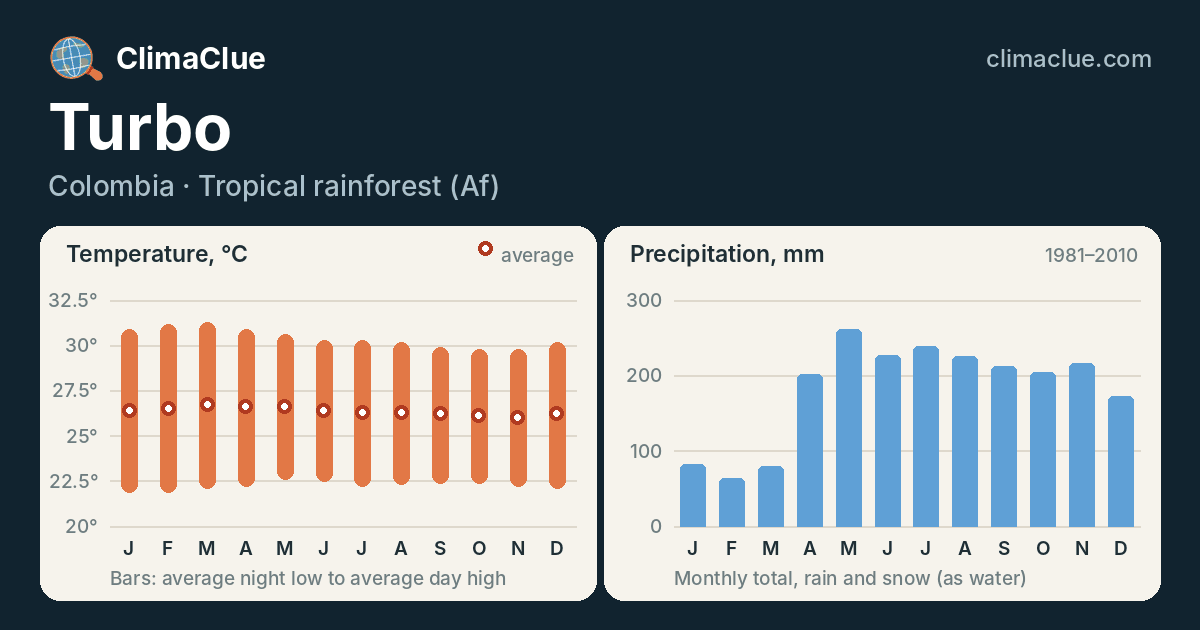 ClimaClue
climaclue.com
Turbo
Colombia · Tropical rainforest (Af)
Temperature, °C
average
32.5°
30°
27.5°
25°
22.5°
20°
J F M A M J J A S O N D
Bars: average night low to average day high
Precipitation, mm
1981–2010
300
200
100
0
J F M A M J J A S O N D
Monthly total, rain and snow (as water)